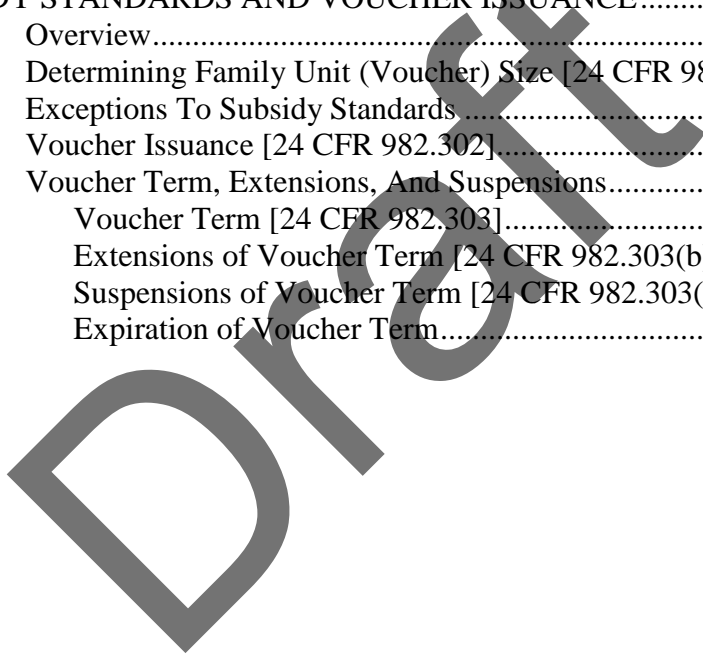 STANDARDS AND VOUCHER ISSUANCE..........
Overview................................................................................
Determining Family Unit (Voucher) Size [24 CFR 98
Exceptions To Subsidy Standards ..................................
Voucher Issuance [24 CFR 982.302]..............................
Voucher Term, Extensions, And Suspensions..............
Voucher Term [24 CFR 982.303]..............................
Extensions of Voucher Term [24 CFR 982.303(b
Suspensions of Voucher Term [24 CFR 982.303(
Expiration of Voucher Term......................................
Draft